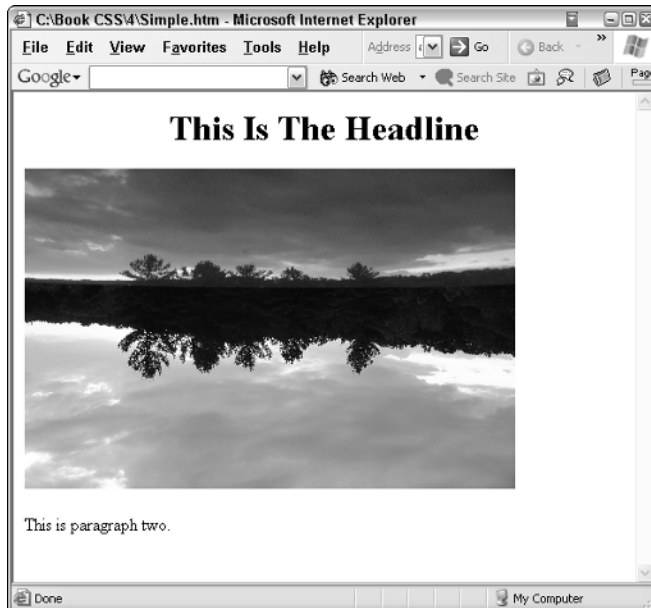 C:\Book CSS\4\Simple.htm - Microsoft Internet Explorer
File Edit View Favorites Tools Help Address Go Back »
Google Search Web Search Site Page
This Is The Headline
This is paragraph two.
Done My Computer